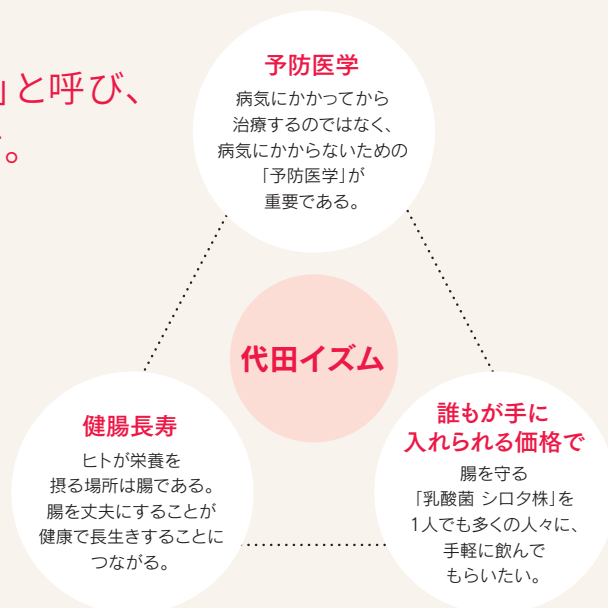 」と呼び、
。
予防医学
病気にかかってから
治療するのではなく、
病気にかからないための
「予防医学」が
重要である。
代田イズム
健腸長寿
ヒトが栄養を
摂る場所は腸である。
腸を丈夫にすることが
健康で長生きすることに
つながる。
誰もが手に
入れられる価格で
腸を守る
「乳酸菌 シロタ株」を
1人でも多くの人々に、
手軽に飲んで
もらいたい。